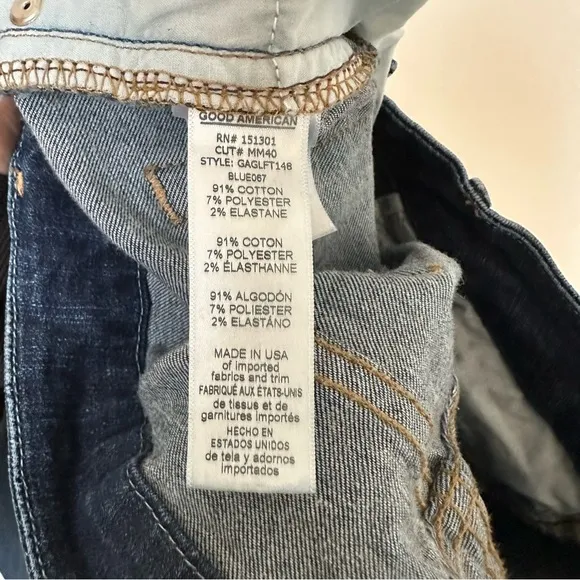 GOOD AMERICAN
RN# 151301
CUT# MM40
STYLE: GAGLFT148
BLUE067
91% COTTON
7% POLYESTER
2% ELASTANE
91% COTON
7% POLYESTER
2% ÉLASTHANNE
91% ALGODÓN
7% POLIESTER
2% ELASTÁNO
MADE IN USA
of imported
fabrics and trim
FABRIQUÉ AUX ÉTATS-UNIS
de tissus et de
garnitures importés
HECHO EN
ESTADOS UNIDOS
de tela y adornos
importados